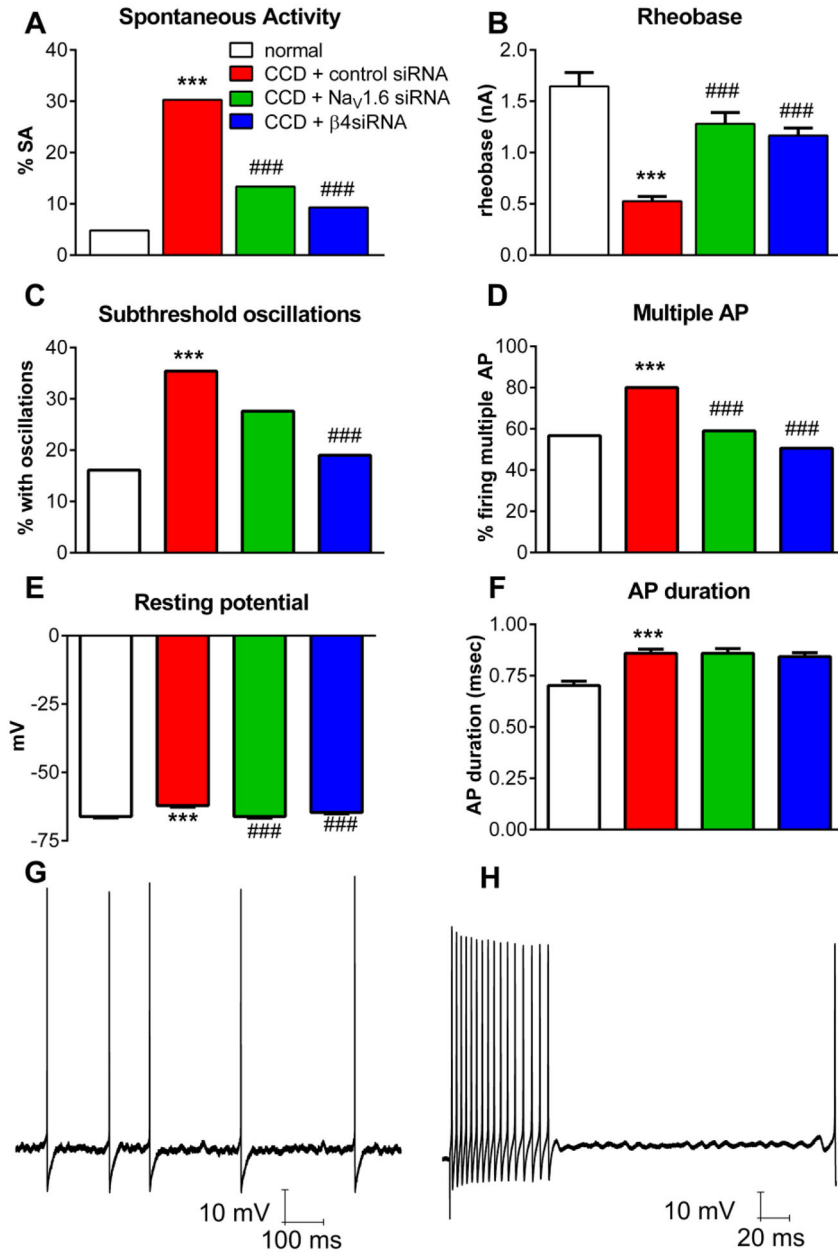 A Spontaneous Activity
40
30
20
10
0
% SA
***
###
###
normal
CCD + control siRNA
CCD + NaV1.6 siRNA
CCD + β4siRNA
B Rheobase
2.0
1.5
1.0
0.5
0.0
rheobase (nA)
***
###
###
C Subthreshold oscillations
40
30
20
10
0
% with oscillations
***
###
D Multiple AP
100
80
60
40
20
0
% firing multiple AP
***
###
###
E Resting potential
0
-25
-50
-75
mV
***
###
###
F AP duration
1.00
0.75
0.50
0.25
0.00
AP duration (msec)
***
G
10 mV
100 ms
H
10 mV
20 ms